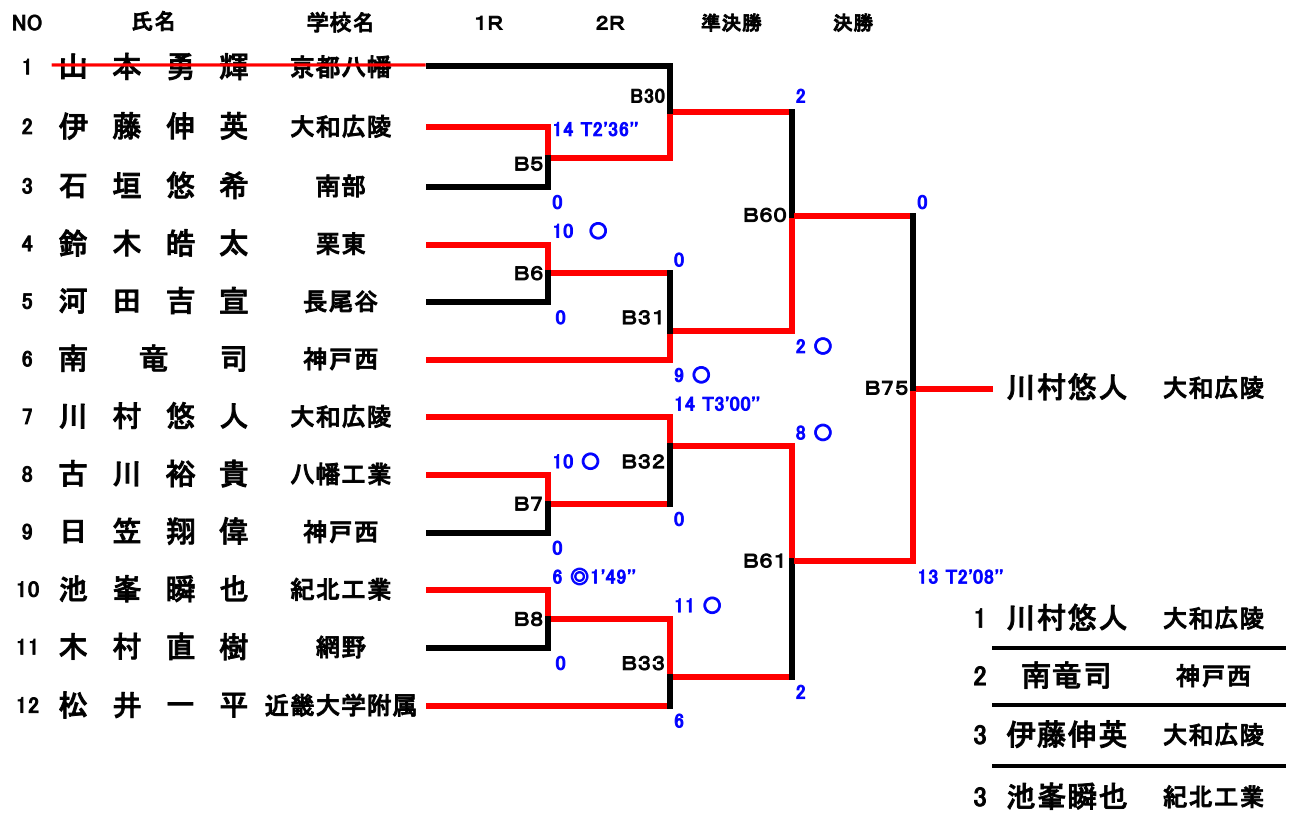 NO 氏名 学校名 1R 2R 準決勝 決勝
1 山本勇輝 京都八幡
B30
2
2 伊藤伸英 大和広陵
14 T2'36"
B5
3 石垣悠希 南部
0
B60
0
4 鈴木皓太 栗東
10 ○
0
B6
5 河田吉宣 長尾谷
0
B31
2 ○
6 南竜司 神戸西
9 ○
B75
川村悠人 大和広陵
14 T3'00"
7 川村悠人 大和広陵
8 ○
8 古川裕貴 八幡工業
10 ○
B32
B7
9 日笠翔偉 神戸西
0
0
B61
6 ◎1'49"
13 T2'08"
10 池峯瞬也 紀北工業
11 ○
B8
11 木村直樹 網野
0
B33
2
12 松井一平 近畿大学附属
6
1 川村悠人 大和広陵
2 南竜司 神戸西
3 伊藤伸英 大和広陵
3 池峯瞬也 紀北工業